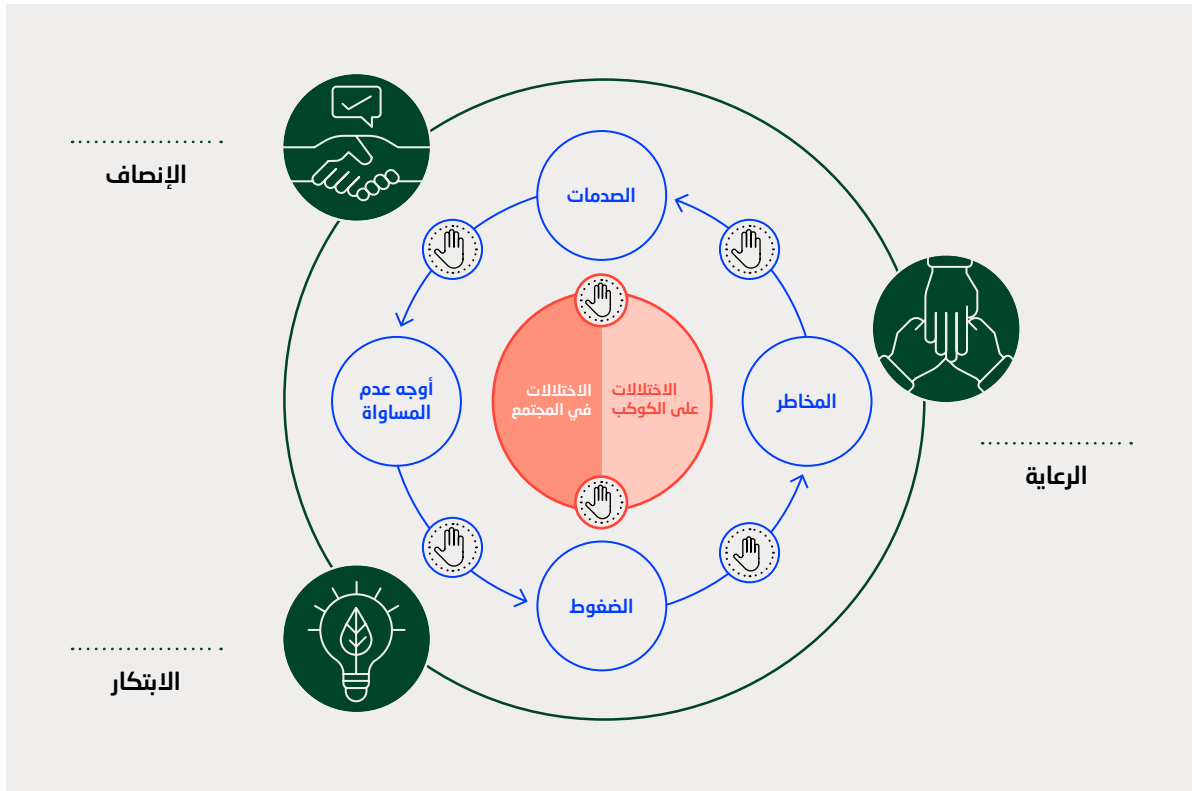 الإنصاف
الصدمات
أوجه عدم
المساواة
الاختلالات
على الكوكب
الاختلالات
في المجتمع
المخاطر
الرعاية
الضغوط
الابتكار